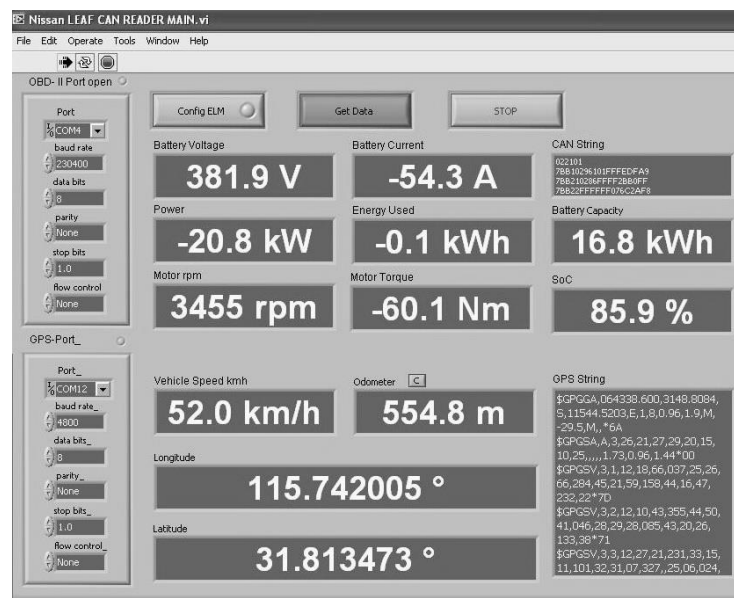 Nissan LEAF CAN READER MAIN.vi
File Edit Operate Tools Window Help
OBD- II Port open
Port
COM4
baud rate
230400
data bits
8
parity
None
stop bits
1.0
flow control
None
Config ELM
Get Data
STOP
Battery Voltage
381.9 V
Battery Current
-54.3 A
CAN String
022101
7BB10296101FFFEDFA9
7BB210286FFFF2BB0FF
7BB22FFFFFF076C2AF8
Power
-20.8 kW
Energy Used
-0.1 kWh
Battery Capacity
16.8 kWh
Motor rpm
3455 rpm
Motor Torque
-60.1 Nm
SoC
85.9 %
GPS-Port_
Port_
COM12
baud rate_
4800
data bits_
8
parity_
None
stop bits_
1.0
flow control_
None
Vehicle Speed kmh
52.0 km/h
Odometer C
554.8 m
Longitude
115.742005 °
Latitude
31.813473 °
GPS String
$GPGGA,064338.600,3148.8084,
S,11544.5203,E,1,8,0.96,1.9,M,
-29.5,M,,*6A
$GPGSA,A,3,26,21,27,29,20,15,
10,25,,,,,1.73,0.96,1.44*00
$GPGSV,3,1,12,18,66,037,25,26,
66,284,45,21,59,158,44,16,47,
232,22*7D
$GPGSV,3,2,12,10,43,355,44,50,
41,046,28,29,28,085,43,20,26,
133,38*71
$GPGSV,3,3,12,27,21,231,33,15,
11,101,32,31,07,327,,25,06,024,